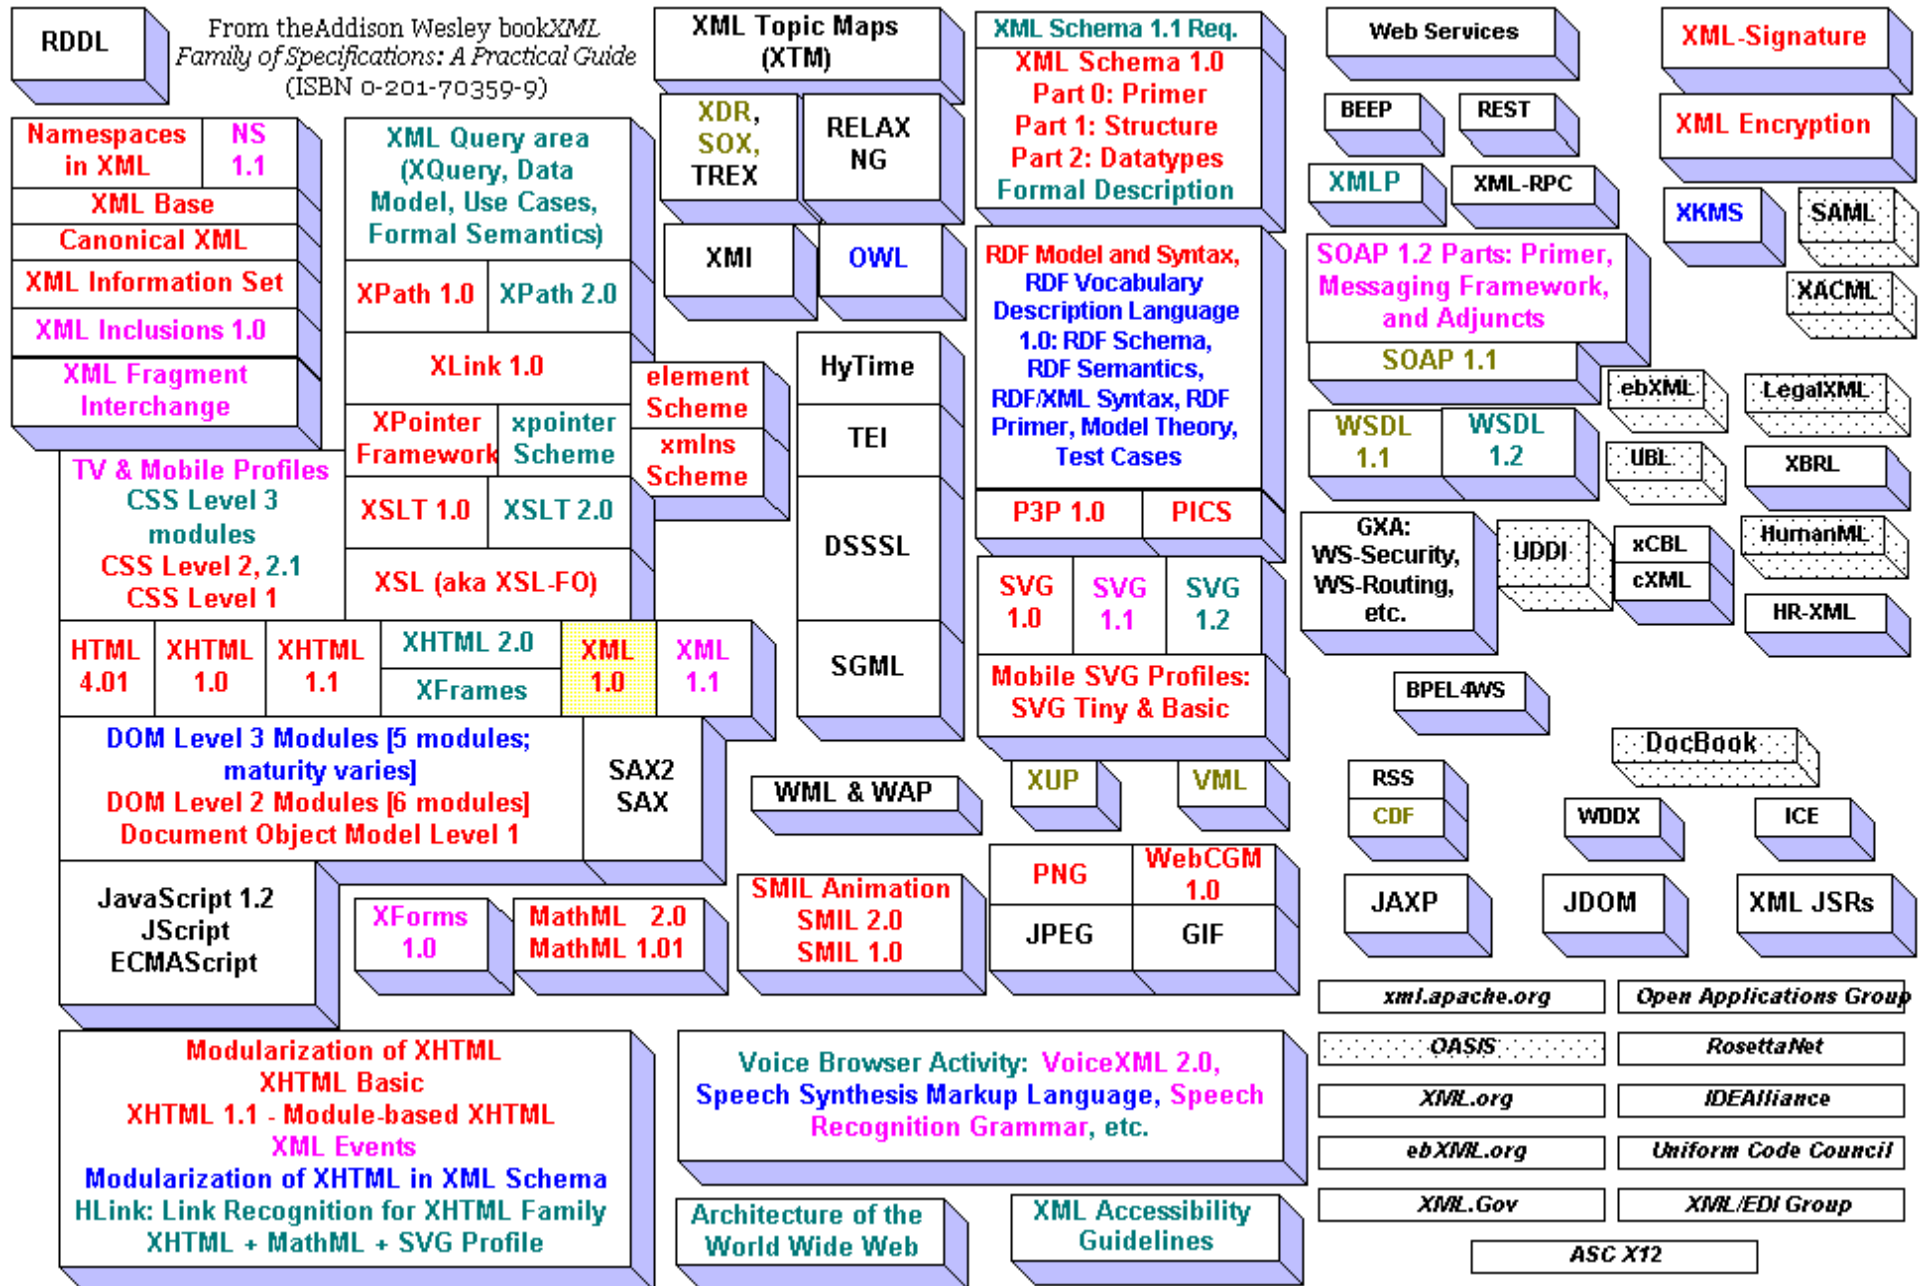 RDDL
From theAddison Wesley bookXML
Family of Specifications: A Practical Guide
(ISBN 0-201-70359-9)
XML Topic Maps
(XTM)
XML Schema 1.1 Req.
XML Schema 1.0
Part 0: Primer
Part 1: Structure
Part 2: Datatypes
Formal Description
Web Services
XML-Signature
Namespaces
in XML
NS
1.1
XML Base
Canonical XML
XML Information Set
XML Inclusions 1.0
XML Fragment
Interchange
XML Query area
(XQuery, Data
Model, Use Cases,
Formal Semantics)
XPath 1.0
XPath 2.0
XLink 1.0
XPointer
Framework
xpointer
Scheme
element
Scheme
xmlns
Scheme
XSLT 1.0
XSLT 2.0
XSL (aka XSL-FO)
XDR,
SOX,
TREX
RELAX
NG
XMI
OWL
HyTime
TEI
DSSSL
SGML
RDF Model and Syntax,
RDF Vocabulary
Description Language
1.0: RDF Schema,
RDF Semantics,
RDF/XML Syntax, RDF
Primer, Model Theory,
Test Cases
P3P 1.0
PICS
SVG
1.0
SVG
1.1
SVG
1.2
Mobile SVG Profiles:
SVG Tiny & Basic
BEEP
REST
XML Encryption
XMLP
XML-RPC
XKMS
SAML
XACML
SOAP 1.2 Parts: Primer,
Messaging Framework,
and Adjuncts
SOAP 1.1
WSDL
1.1
WSDL
1.2
ebXML
LegalXML
UBL
XBRL
GXA:
WS-Security,
WS-Routing,
etc.
UDDI
xCBL
cXML
HumanML
HR-XML
BPEL4WS
DocBook
TV & Mobile Profiles
CSS Level 3
modules
CSS Level 2, 2.1
CSS Level 1
HTML
4.01
XHTML
1.0
XHTML
1.1
XHTML 2.0
XFrames
XML
1.0
XML
1.1
DOM Level 3 Modules [5 modules;
maturity varies]
DOM Level 2 Modules [6 modules]
Document Object Model Level 1
SAX2
SAX
WML & WAP
XUP
VML
RSS
CDF
WDDX
ICE
JavaScript 1.2
JScript
ECMAScript
XForms
1.0
MathML 2.0
MathML 1.01
SMIL Animation
SMIL 2.0
SMIL 1.0
PNG
WebCGM
1.0
JPEG
GIF
JAXP
JDOM
XML JSRs
Modularization of XHTML
XHTML Basic
XHTML 1.1 - Module-based XHTML
XML Events
Modularization of XHTML in XML Schema
HLink: Link Recognition for XHTML Family
XHTML + MathML + SVG Profile
Voice Browser Activity: VoiceXML 2.0,
Speech Synthesis Markup Language, Speech
Recognition Grammar, etc.
Architecture of the
World Wide Web
XML Accessibility
Guidelines
xml.apache.org
Open Applications Group
OASIS
RosettaNet
XML.org
IDEAlliance
ebXML.org
Uniform Code Council
XML.Gov
XML/EDI Group
ASC X12